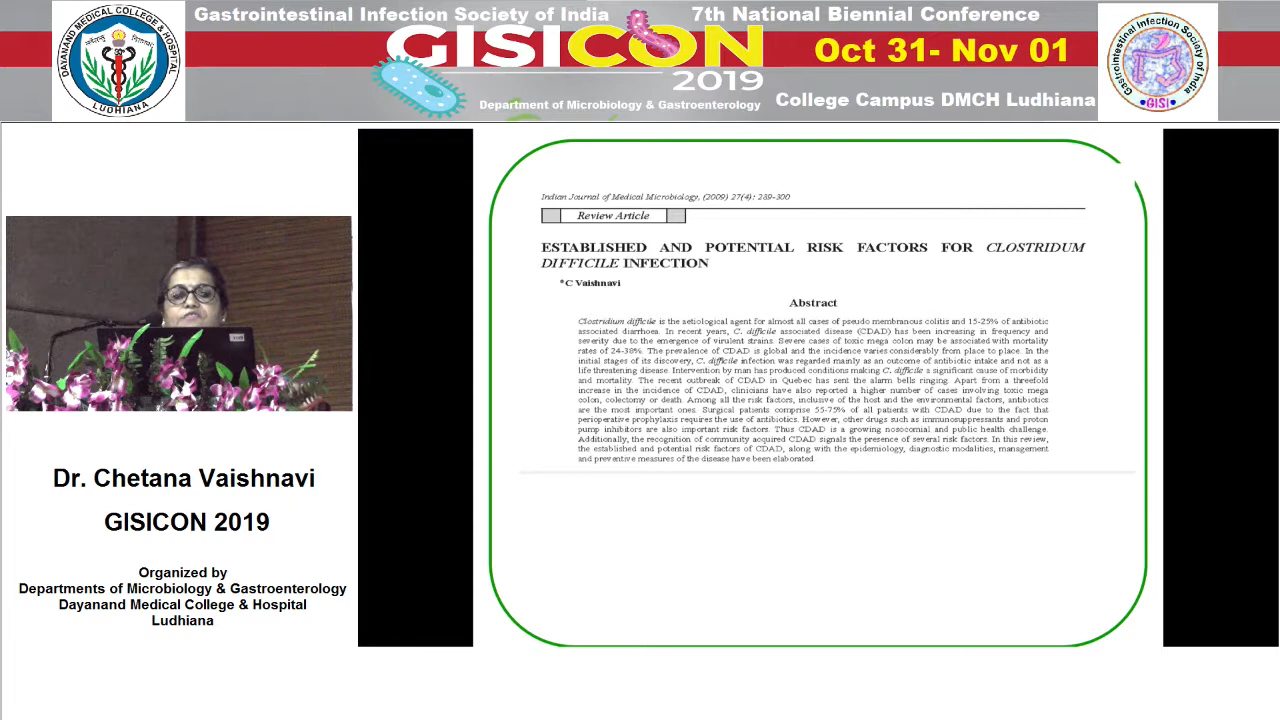 Gastrointestinal Infection Society of India
7th National Biennial Conference
GISICON
2019
Oct 31- Nov 01
Department of Microbiology & Gastroenterology
College Campus DMCH Ludhiana
DAYANAND MEDICAL COLLEGE & HOSPITAL
LUDHIANA
Gastrointestinal Infection Society of India
GISI
Indian Journal of Medical Microbiology, (2009) 27(4): 289-300
Review Article
ESTABLISHED AND POTENTIAL RISK FACTORS FOR CLOSTRIDUM
DIFFICILE INFECTION
*C Vaishnavi
Abstract
Clostridium difficile is the aetiological agent for almost all cases of pseudo membranous colitis and 15-25% of antibiotic
associated diarrhoea. In recent years, C. difficile associated disease (CDAD) has been increasing in frequency and
severity due to the emergence of virulent strains. Severe cases of toxic mega colon may be associated with mortality
rates of 24-38%. The prevalence of CDAD is global and the incidence varies considerably from place to place. In the
initial stages of its discovery, C. difficile infection was regarded mainly as an outcome of antibiotic intake and not as a
life threatening disease. Intervention by man has produced conditions making C. difficile a significant cause of morbidity
and mortality. The recent outbreak of CDAD in Quebec has sent the alarm bells ringing. Apart from a threefold
increase in the incidence of CDAD, clinicians have also reported a higher number of cases involving toxic mega
colon, colectomy or death. Among all the risk factors, inclusive of the host and the environmental factors, antibiotics
are the most important ones. Surgical patients comprise 55-75% of all patients with CDAD due to the fact that
perioperative prophylaxis requires the use of antibiotics. However, other drugs such as immunosuppressants and proton
pump inhibitors are also important risk factors. Thus CDAD is a growing nosocomial and public health challenge.
Additionally, the recognition of community acquired CDAD signals the presence of several risk factors. In this review,
the established and potential risk factors of CDAD, along with the epidemiology, diagnostic modalities, management
and preventive measures of the disease have been elaborated.
Dr. Chetana Vaishnavi
GISICON 2019
Organized by
Departments of Microbiology & Gastroenterology
Dayanand Medical College & Hospital
Ludhiana